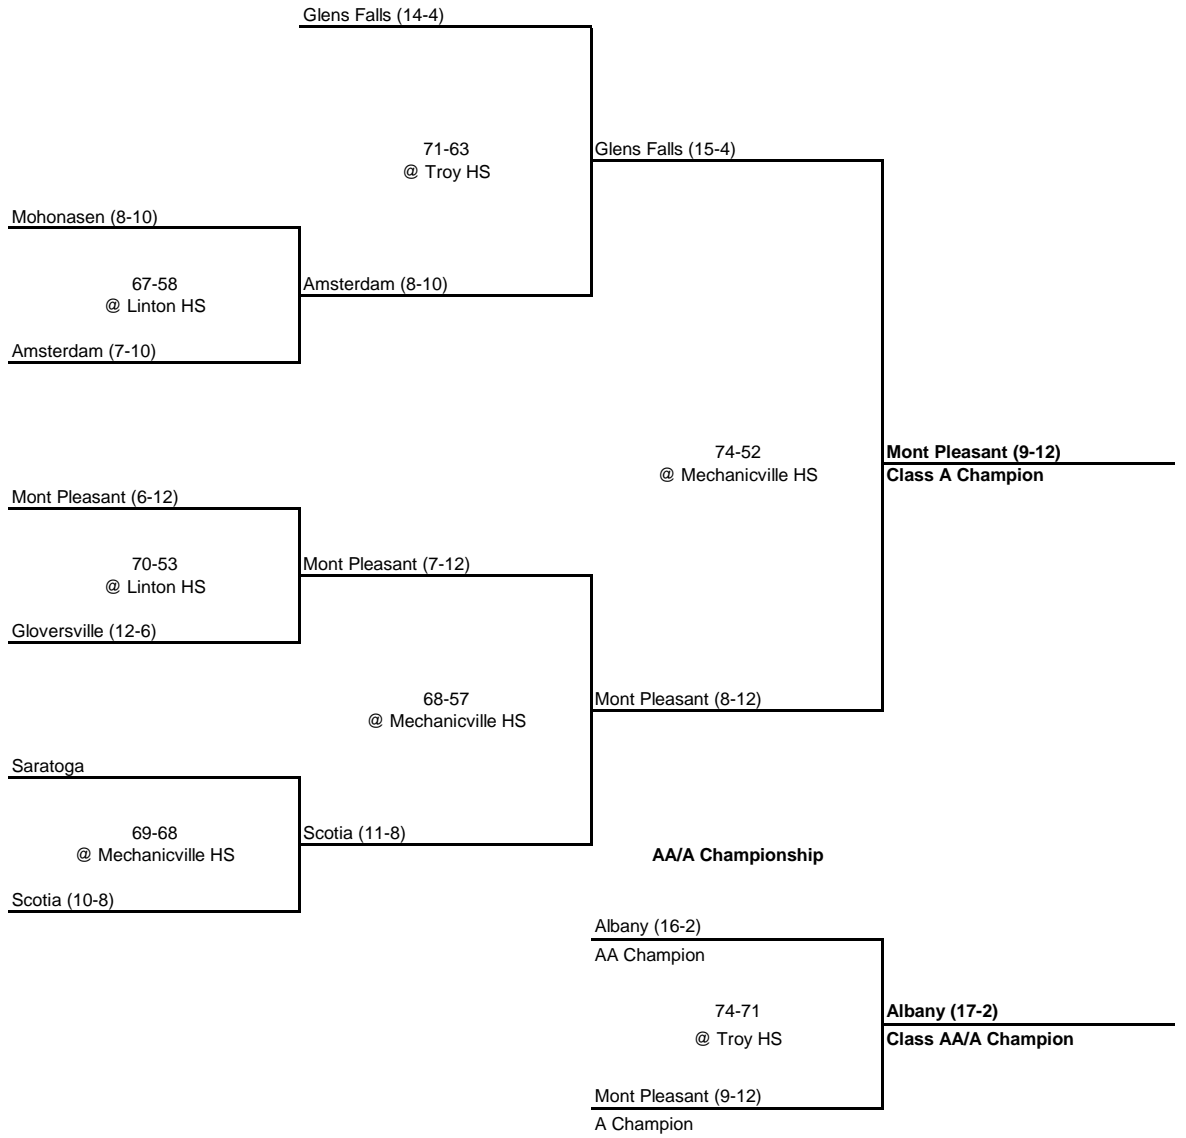 Glens Falls (14-4)
71-63
@ Troy HS
Glens Falls (15-4)
Mohonasen (8-10)
67-58
@ Linton HS
Amsterdam (8-10)
Amsterdam (7-10)
74-52
@ Mechanicville HS
Mont Pleasant (9-12)
Class A Champion
Mont Pleasant (6-12)
70-53
@ Linton HS
Mont Pleasant (7-12)
Gloversville (12-6)
68-57
@ Mechanicville HS
Mont Pleasant (8-12)
Saratoga
69-68
@ Mechanicville HS
Scotia (11-8)
Scotia (10-8)
AA/A Championship
Albany (16-2)
AA Champion
74-71
@ Troy HS
Albany (17-2)
Class AA/A Champion
Mont Pleasant (9-12)
A Champion